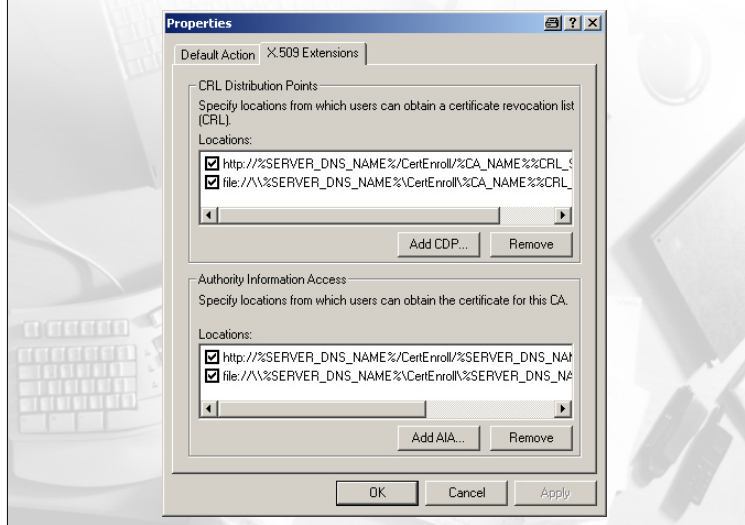 Properties
Default Action
X.509 Extensions
CRL Distribution Points
Specify locations from which users can obtain a certificate revocation list
(CRL).
Locations:
http://%SERVER_DNS_NAME%/CertEnroll/%CA_NAME%%CRL_S
file://\\%SERVER_DNS_NAME%\CertEnroll\%CA_NAME%%CRL_
Add CDP...
Remove
Authority Information Access
Specify locations from which users can obtain the certificate for this CA.
Locations:
http://%SERVER_DNS_NAME%/CertEnroll/%SERVER_DNS_NAM
file://\\%SERVER_DNS_NAME%\CertEnroll\%SERVER_DNS_NA
Add AIA...
Remove
OK
Cancel
Apply